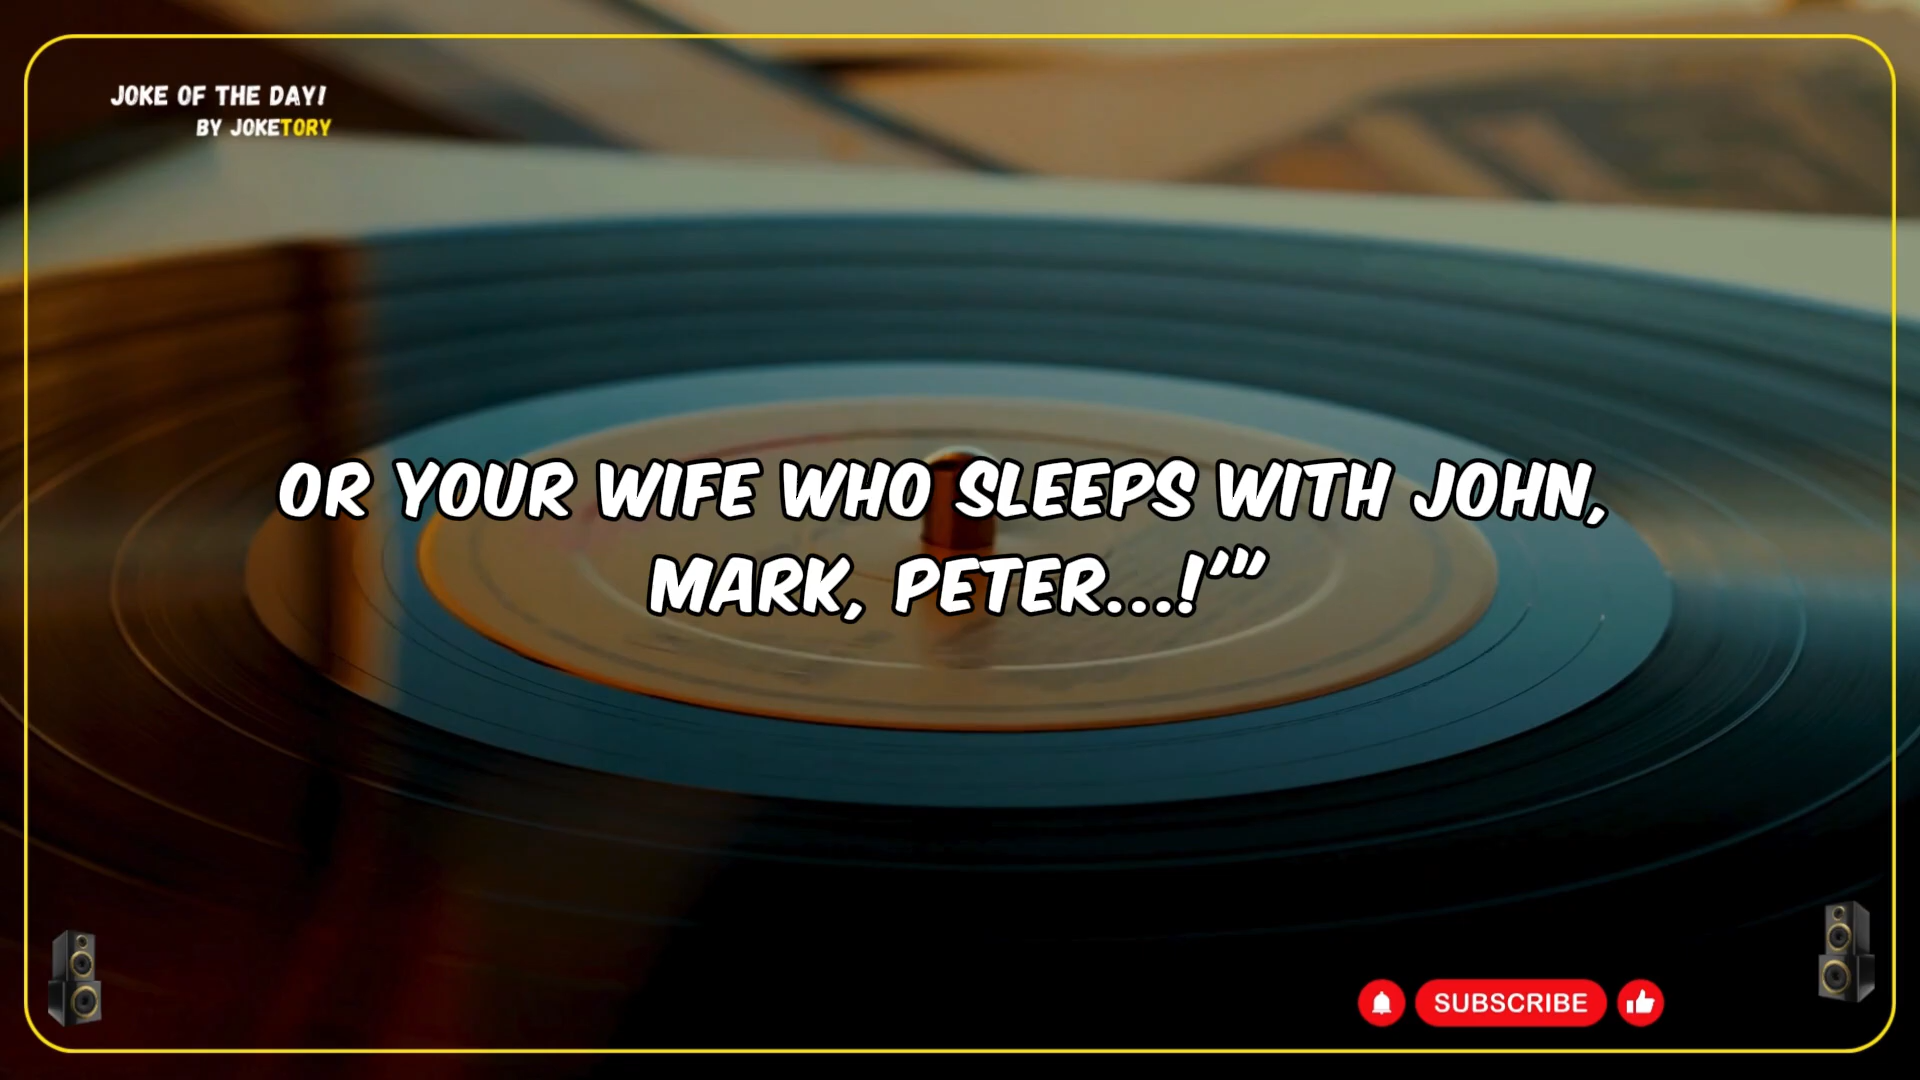 JOKE OF THE DAY!
BY JOKETORY
OR YOUR WIFE WHO SLEEPS WITH JOHN,
MARK, PETER...!’”
SUBSCRIBE